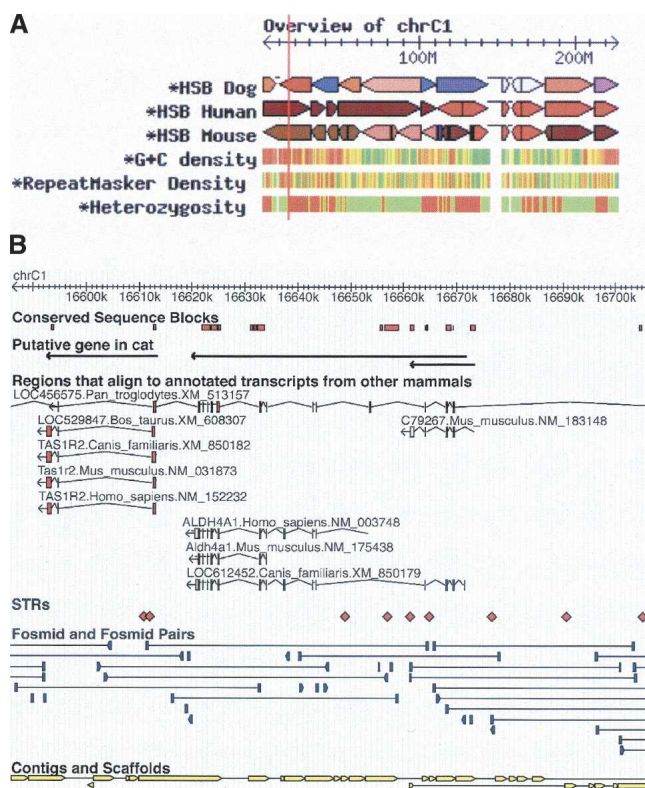 A
Overview of chrC1
100M 200M
*HSB Dog
*HSB Human
*HSB Mouse
*G+C density
*RepeatMasker Density
*Heterozygosity
B
chrC1
16600k 16610k 16620k 16630k 16640k 16650k 16660k 16670k 16680k 16690k 16700k
Conserved Sequence Blocks
Putative gene in cat
Regions that align to annotated transcripts from other mammals
LOC456575.Pan_troglodytes.XM_513157
LOC529847.Bos_taurus.XM_608307
C79267.Mus_musculus.NM_183148
TAS1R2.Canis_familiaris.XM_850182
Tas1r2.Mus_musculus.NM_031873
TAS1R2.Homo_sapiens.NM_152232
ALDH4A1.Homo_sapiens.NM_003748
Aldh4a1.Mus_musculus.NM_175438
LOC612452.Canis_familiaris.XM_850179
STRs
Fosmid and Fosmid Pairs
Contigs and Scaffolds